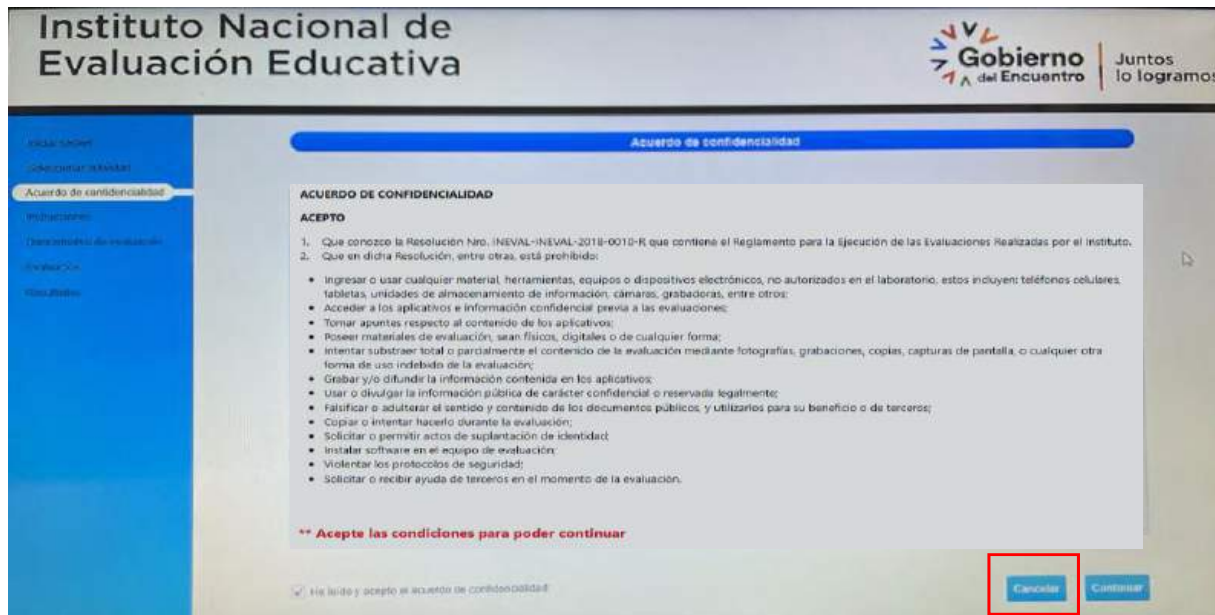 Instituto Nacional de
Evaluación Educativa
Gobierno
del Encuentro
Juntos
lo logramos
Iniciar sesión
Acuerdo de confidencialidad
Acuerdo de confidencialidad
Instrucciones
Resultados
ACUERDO DE CONFIDENCIALIDAD
ACEPTO
1. Que conozco la Resolución Nro. INEVAL-INEVAL-2018-0010-R que contiene el Reglamento para la Ejecución de las Evaluaciones Realizadas por el Instituto.
2. Que en dicha Resolución, entre otras, está prohibido:
• Ingresar o usar cualquier material, herramientas, equipos o dispositivos electrónicos, no autorizados en el laboratorio, estos incluyen: teléfonos celulares,
tabletas, unidades de almacenamiento de información, cámaras, grabadoras, entre otros;
• Acceder a los aplicativos e información confidencial previa a las evaluaciones;
• Tomar apuntes respecto al contenido de los aplicativos;
• Poseer materiales de evaluación, sean físicos, digitales o de cualquier forma;
• Intentar substraer total o parcialmente el contenido de la evaluación mediante fotografías, grabaciones, copias, capturas de pantalla, o cualquier otra
forma de uso indebido de la evaluación;
• Grabar y/o difundir la información contenida en los aplicativos;
• Usar o divulgar la información pública de carácter confidencial o reservada legalmente;
• Falsificar o adulterar el sentido y contenido de los documentos públicos, y utilizarlos para su beneficio o de terceros;
• Copiar o intentar hacerlo durante la evaluación;
• Solicitar o permitir actos de suplantación de identidad;
• Instalar software en el equipo de evaluación;
• Violentar los protocolos de seguridad;
• Solicitar o recibir ayuda de terceros en el momento de la evaluación.
** Acepte las condiciones para poder continuar
He leído y acepto el acuerdo de confidencialidad
Cancelar
Continuar